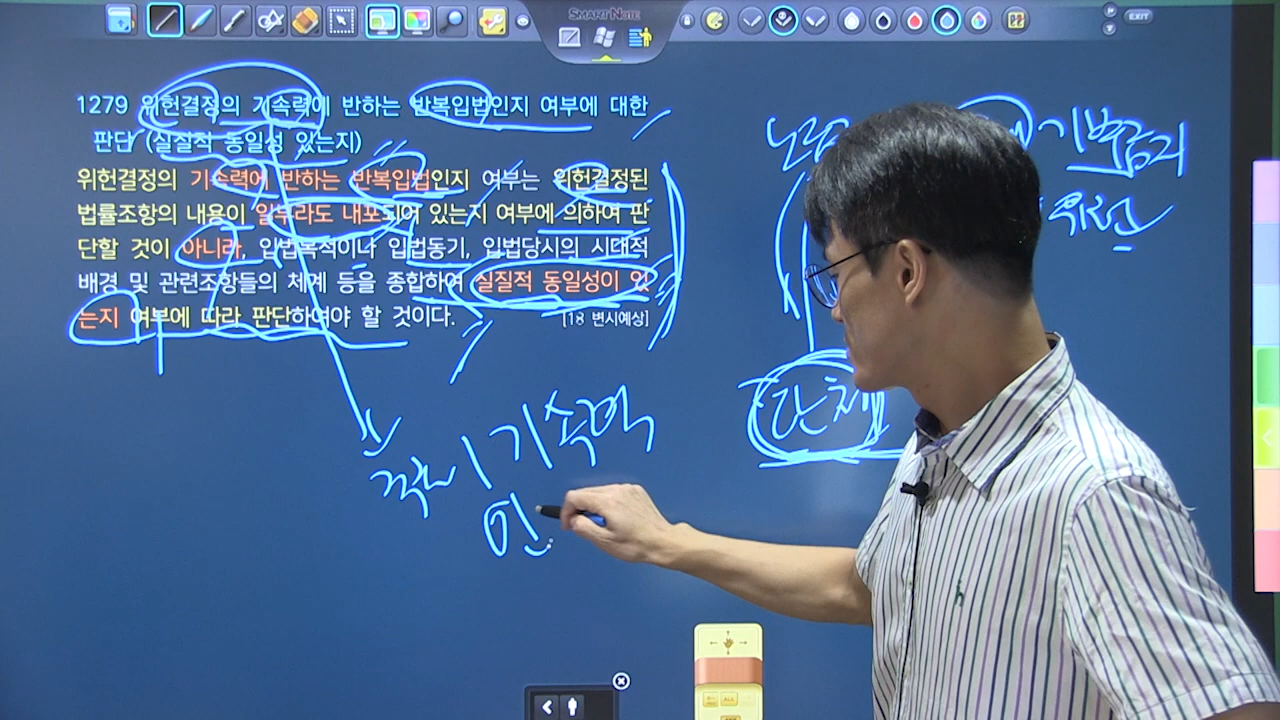 SMART NOTE
EXIT
1279 위헌결정의 기속력에 반하는 반복입법인지 여부에 대한
판단 (실질적 동일성 있는지)
위헌결정의 기속력에 반하는 반복입법인지 여부는 위헌결정된
법률조항의 내용이 일부라도 내포되어 있는지 여부에 의하여 판
단할 것이 아니라, 입법목적이나 입법동기, 입법당시의 시대적
배경 및 관련조항들의 체계 등을 종합하여 실질적 동일성이 있
는지 여부에 따라 판단하여야 할 것이다.
[18 변시예상]
기부금지
위헌
단체
기속력
인